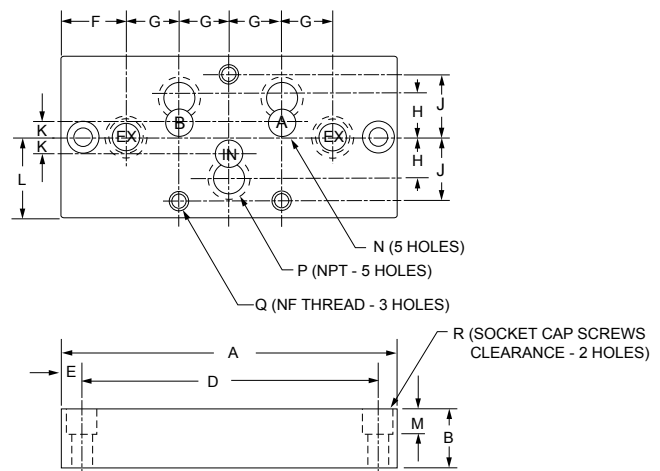 F G G G G
K
K
L
EX
B
A
IN
EX
H
H
J
J
N (5 HOLES)
P (NPT - 5 HOLES)
Q (NF THREAD - 3 HOLES)
R (SOCKET CAP SCREWS
CLEARANCE - 2 HOLES)
A
E
D
M
B